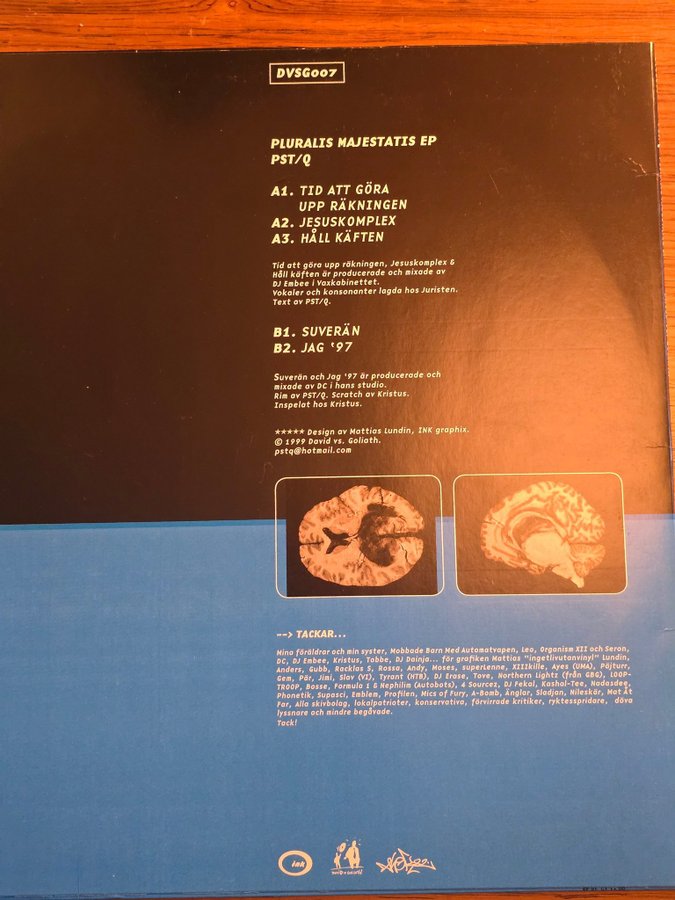 DVSG007
PLURALIS MAJESTATIS EP
PST/Q
A1. TID ATT GÖRA
UPP RÄKNINGEN
A2. JESUSKOMPLEX
A3. HÅLL KÄFTEN
Tid att göra upp räkningen, Jesuskomplex &
Håll käften är producerade och mixade av
DJ Embee i Vaxkabinettet.
Vokaler och konsonanter lagda hos Juristen.
Text av PST/Q.
B1. SUVERÄN
B2. JAG '97
Suverän och Jag '97 är producerade och
mixade av DC i hans studio.
Rim av PST/Q. Scratch av Kristus.
Inspelat hos Kristus.
***** Design av Mattias Lundin, INK graphix.
© 1999 David vs. Goliath.
pstq@hotmail.com
--> TACKAR...
Mina föräldrar och min syster, Mobbade Barn Med Automatvapen, Leo, Organism XII och Seron,
DC, DJ Embee, Kristus, Tobbe, DJ Dainja... för grafiken Mattias "ingetlivutanvinyl" Lundin,
Anders, Gubb, Racklas S, Rossa, Andy, Moses, superlenne, XIIIkille, Ayes (UMA), Påjturr,
Gem, Pär, Jimi, Slav (VI), Tyrant (HTB), DJ Erase, Tove, Northern Lightz (från GBG), LOOP-
TROOP, Bosse, Formula 1 & Nephilim (Autobots), 4 Sourcez, DJ Fekal, Kashal-Tee, Nadasdee,
Phonetik, Supasci, Emblem, Profilen, Mics of Fury, A-Bomb, Änglar, Sladjan, Nileskär, Mat Åt
Far, Alla skivbolag, lokalpatrioter, konservativa, förvirrade kritiker, ryktesspridare, döva
lyssnare och mindre begåvade.
Tack!
ink